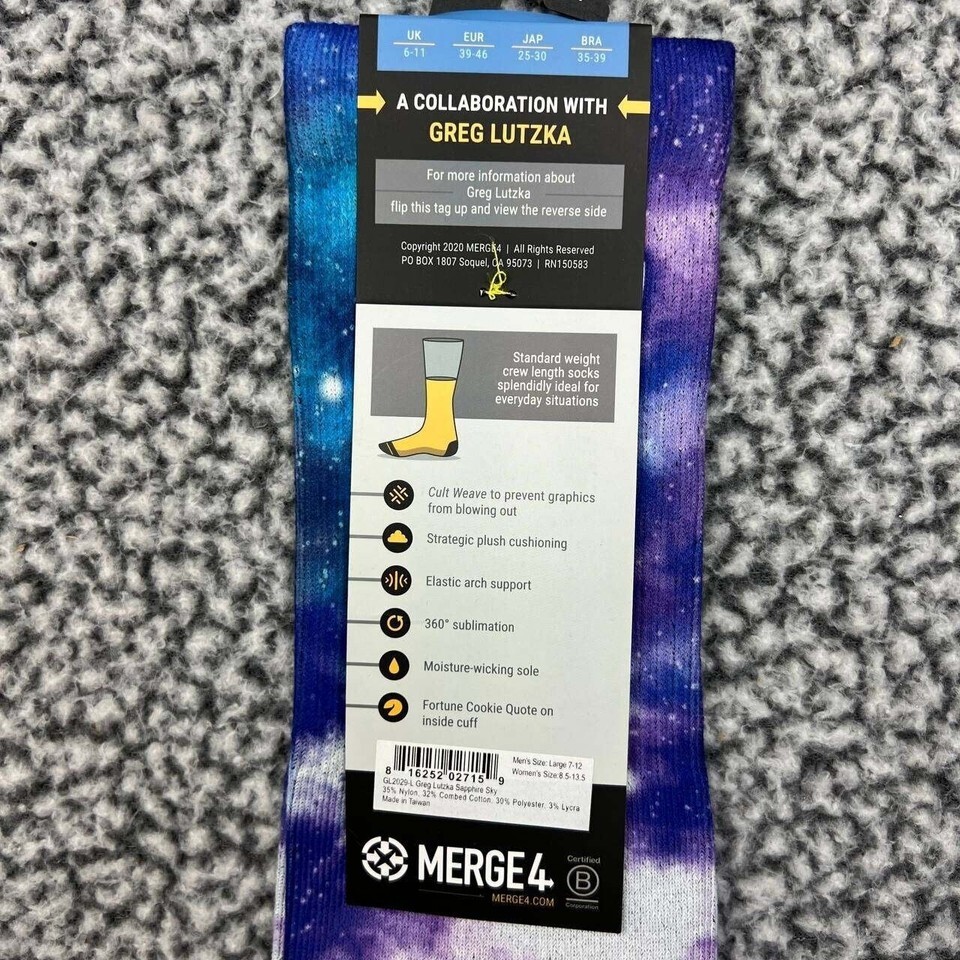 UK EUR JAP BRA
6-11 39-46 25-30 35-39
A COLLABORATION WITH
GREG LUTZKA
For more information about
Greg Lutzka
flip this tag up and view the reverse side
Copyright 2020 MERGE4 | All Rights Reserved
PO BOX 1807 Soquel, CA 95073 | RN150583
Standard weight
crew length socks
splendidly ideal for
everyday situations
Cult Weave to prevent graphics
from blowing out
Strategic plush cushioning
Elastic arch support
360° sublimation
Moisture-wicking sole
Fortune Cookie Quote on
inside cuff
Men's Size: Large 7-12
Women's Size:8.5-13.5
8 16252 02715 9
GL2029-L Greg Lutzka Sapphire Sky
35% Nylon, 32% Combed Cotton, 30% Polyester, 3% Lycra
Made in Taiwan
MERGE4
MERGE4.COM
Certified
B
Corporation